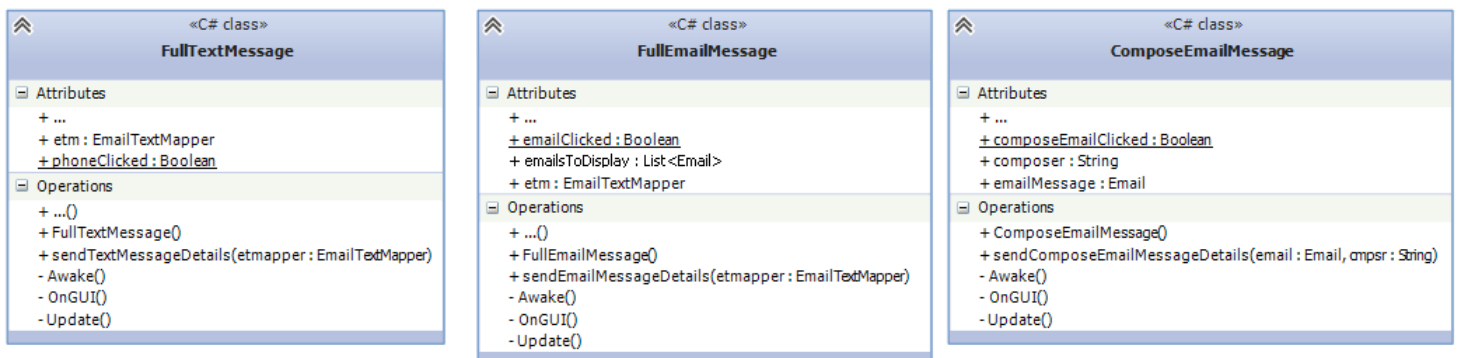 «C# class»
FullTextMessage
Attributes
+ ...
+ etm : EmailTextMapper
+ phoneClicked : Boolean
Operations
+ ...()
+ FullTextMessage()
+ sendTextMessageDetails(etmapper : EmailTextMapper)
- Awake()
- OnGUI()
- Update()
«C# class»
FullEmailMessage
Attributes
+ ...
+ emailClicked : Boolean
+ emailsToDisplay : List<Email>
+ etm : EmailTextMapper
Operations
+ ...()
+ FullEmailMessage()
+ sendEmailMessageDetails(etmapper : EmailTextMapper)
- Awake()
- OnGUI()
- Update()
«C# class»
ComposeEmailMessage
Attributes
+ ...
+ composeEmailClicked : Boolean
+ composer : String
+ emailMessage : Email
Operations
+ ComposeEmailMessage()
+ sendComposeEmailMessageDetails(email : Email, cmpsr : String)
- Awake()
- OnGUI()
- Update()